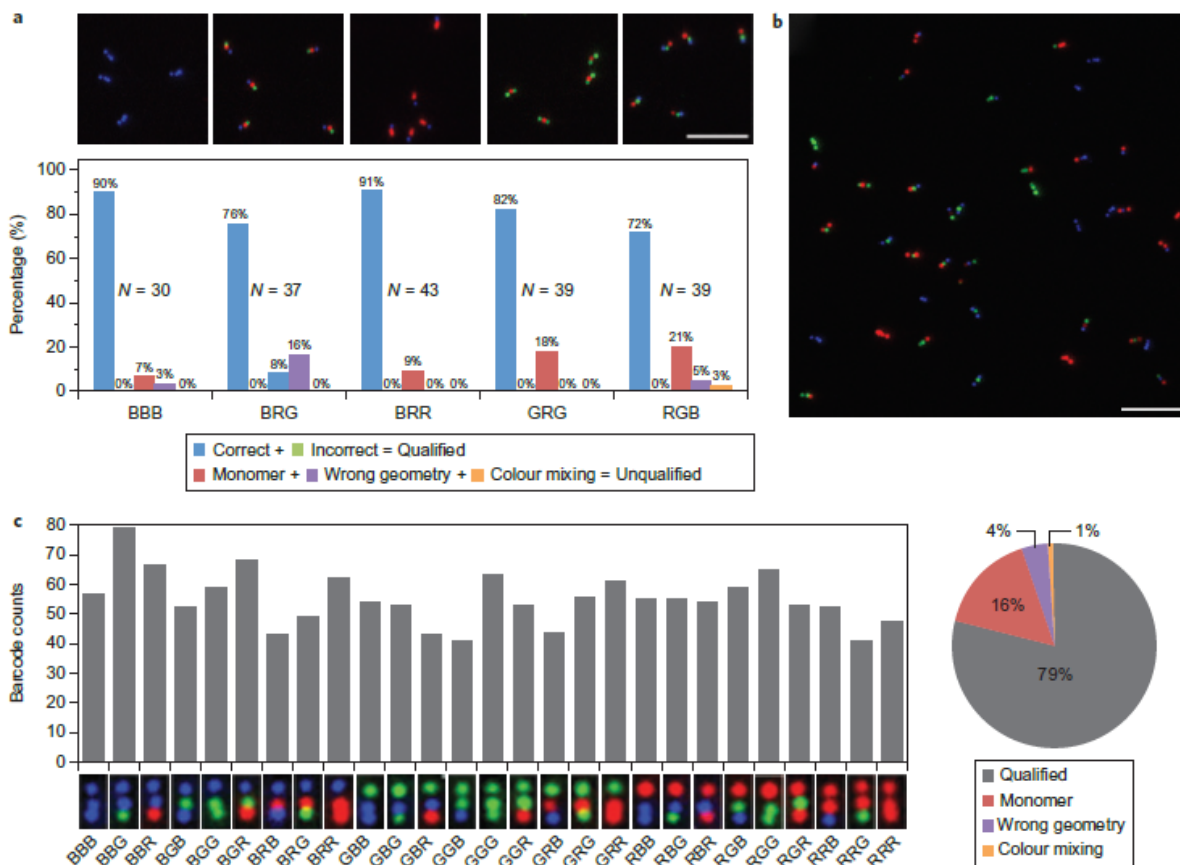 a
b
100
80
60
40
20
0
Percentage (%)
90%
0%
7%
3%
0%
N = 30
76%
0%
8%
16%
0%
N = 37
91%
0%
9%
0%
0%
N = 43
82%
0%
18%
0%
0%
N = 39
72%
0%
21%
5%
3%
N = 39
BBB
BRG
BRR
GRG
RGB
Correct + Incorrect = Qualified
Monomer + Wrong geometry + Colour mixing = Unqualified
c
80
70
60
50
40
30
20
10
0
Barcode counts
BBB
BBG
BBR
BGB
BGG
BGR
BRB
BRG
BRR
GBB
GBG
GBR
GGB
GGG
GGR
GRB
GRG
GRR
RBB
RBG
RBR
RGB
RGG
RGR
RRB
RRG
RRR
4%
1%
16%
79%
Qualified
Monomer
Wrong geometry
Colour mixing